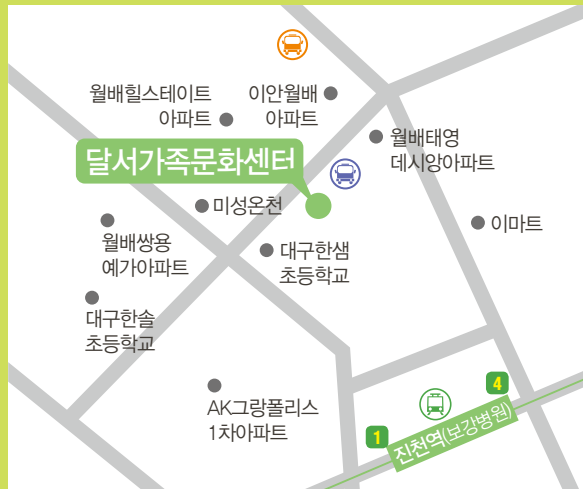 월배힐스테이트
아파트
이안월배
아파트
월배태영
데시앙아파트
달서가족문화센터
미성온천
이마트
월배쌍용
예가아파트
대구한샘
초등학교
대구한솔
초등학교
AK그랑폴리스
1차아파트
4
1
진천역(보강병원)